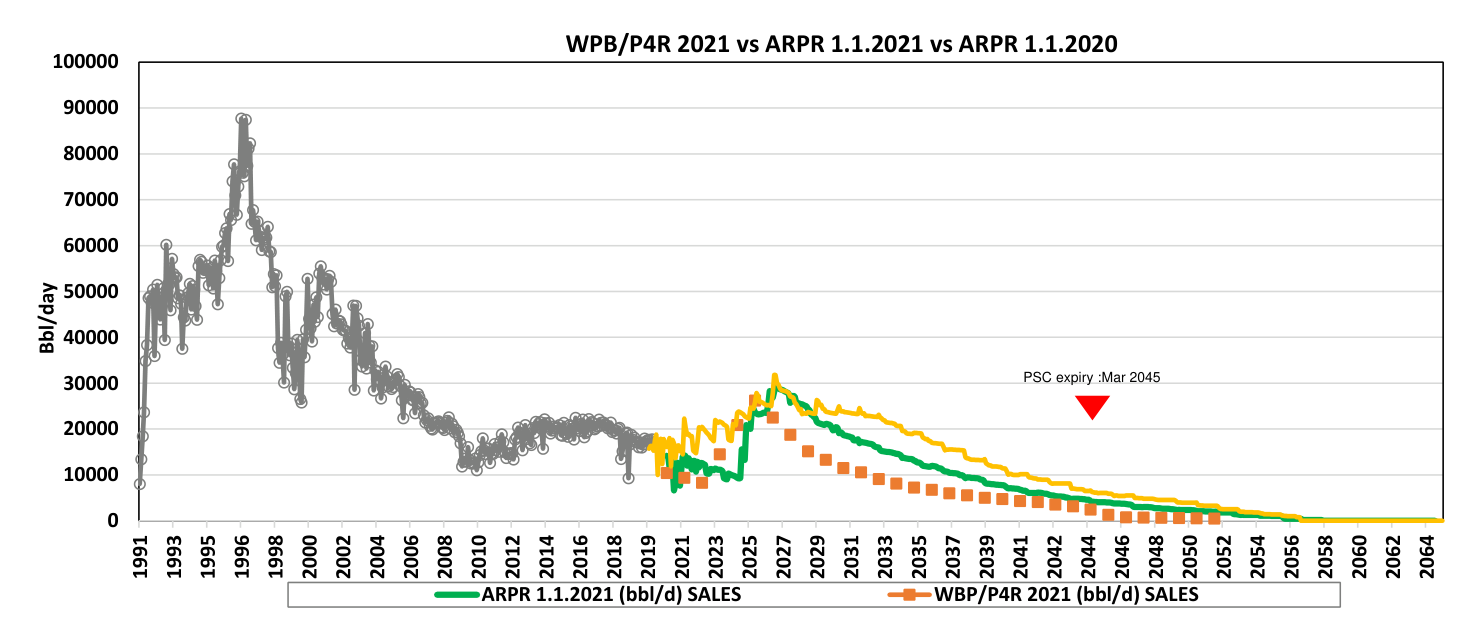 WPB/P4R 2021 vs ARPR 1.1.2021 vs ARPR 1.1.2020
100000
90000
80000
70000
60000
50000
40000
30000
20000
10000
0
Bbl/day
PSC expiry :Mar 2045
1991 1993 1995 1996 1998 2000 2002 2004 2006 2007 2009 2010 2012 2014 2016 2018 2019 2021 2023 2025 2027 2029 2031 2033 2035 2037 2039 2041 2042 2044 2046 2048 2050 2052 2054 2056 2058 2060 2062 2064
ARPR 1.1.2021 (bbl/d) SALES WBP/P4R 2021 (bbl/d) SALES